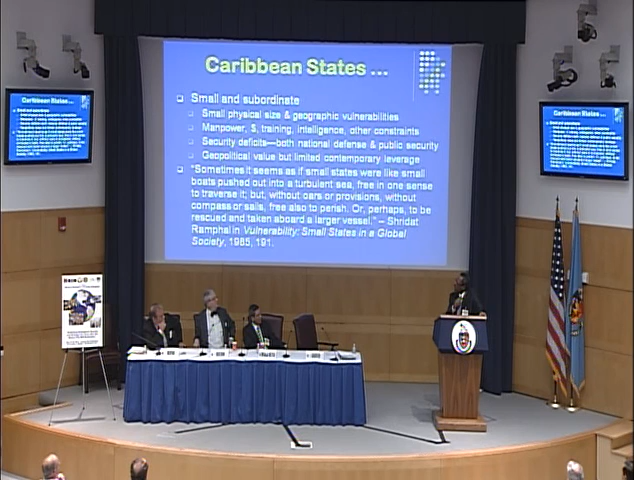 Caribbean States ...
Small and subordinate
Small physical size & geographic vulnerabilities
Manpower, $, training, intelligence, other constraints
Security deficits—both national defense & public security
Geopolitical value but limited contemporary leverage
"Sometimes it seems as if small states were like small
boats pushed out into a turbulent sea, free in one sense
to traverse it; but, without oars or provisions, without
compass or sails, free also to perish. Or, perhaps, to be
rescued and taken aboard a larger vessel." – Shridat
Ramphal in Vulnerability: Small States in a Global
Society, 1985, 191.
Caribbean States ...
Caribbean States ...